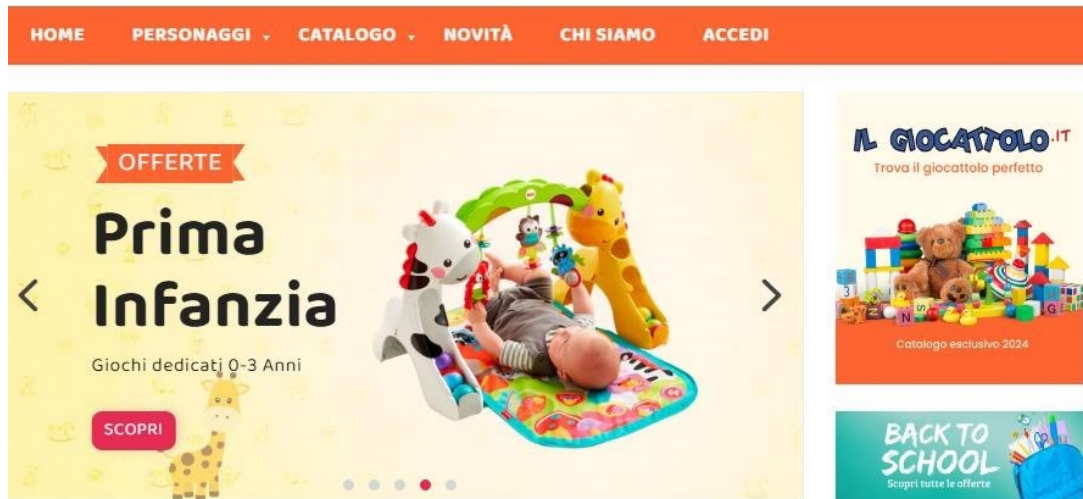 HOME PERSONAGGI CATALOGO NOVITÀ CHI SIAMO ACCEDI
OFFERTE
Prima
Infanzia
Giochi dedicati 0-3 Anni
SCOPRI
IL GIOCATTOLO.IT
Trova il giocattolo perfetto
Catalogo esclusivo 2024
BACK TO
SCHOOL
Scopri tutte le offerte